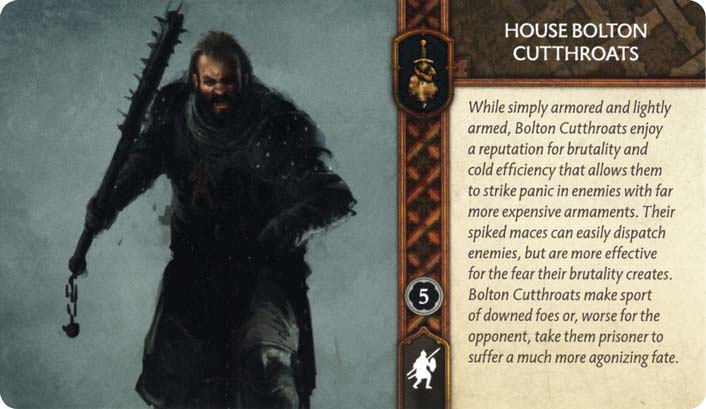 HOUSE BOLTON
CUTTHROATS
While simply armored and lightly
armed, Bolton Cutthroats enjoy
a reputation for brutality and
cold efficiency that allows them
to strike panic in enemies with far
more expensive armaments. Their
spiked maces can easily dispatch
enemies, but are more effective
for the fear their brutality creates.
Bolton Cutthroats make sport
of downed foes or, worse for the
opponent, take them prisoner to
suffer a much more agonizing fate.
5